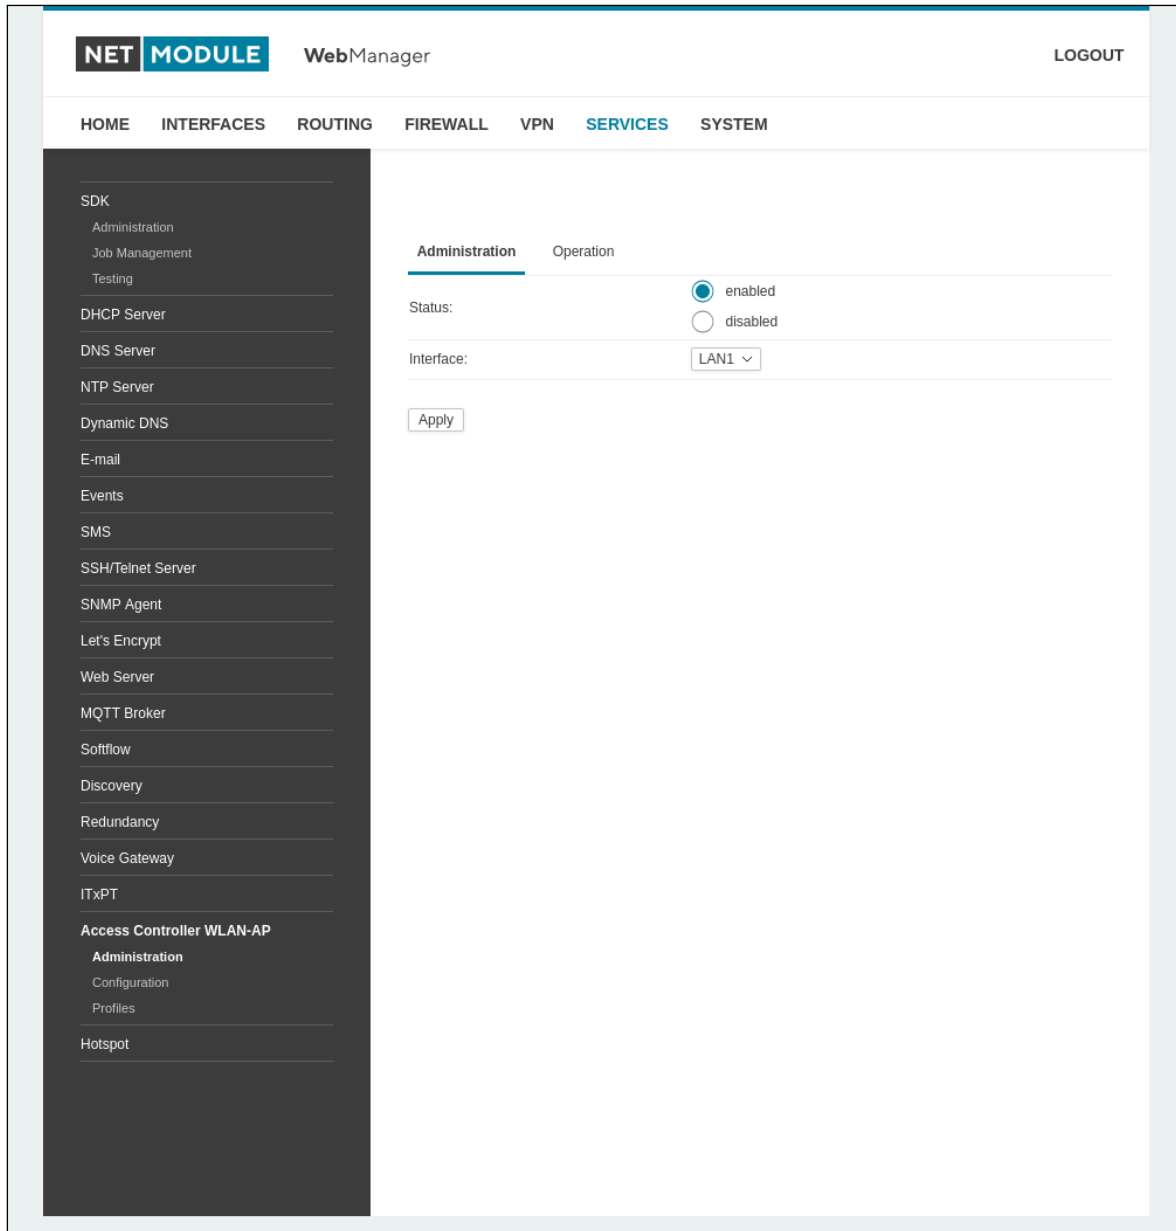 NET MODULE WebManager LOGOUT
HOME INTERFACES ROUTING FIREWALL VPN SERVICES SYSTEM
SDK
Administration
Job Management
Testing
DHCP Server
DNS Server
NTP Server
Dynamic DNS
E-mail
Events
SMS
SSH/Telnet Server
SNMP Agent
Let's Encrypt
Web Server
MQTT Broker
Softflow
Discovery
Redundancy
Voice Gateway
ITxPT
Access Controller WLAN-AP
Administration
Configuration
Profiles
Hotspot
Administration Operation
Status: enabled
disabled
Interface: LAN1
Apply